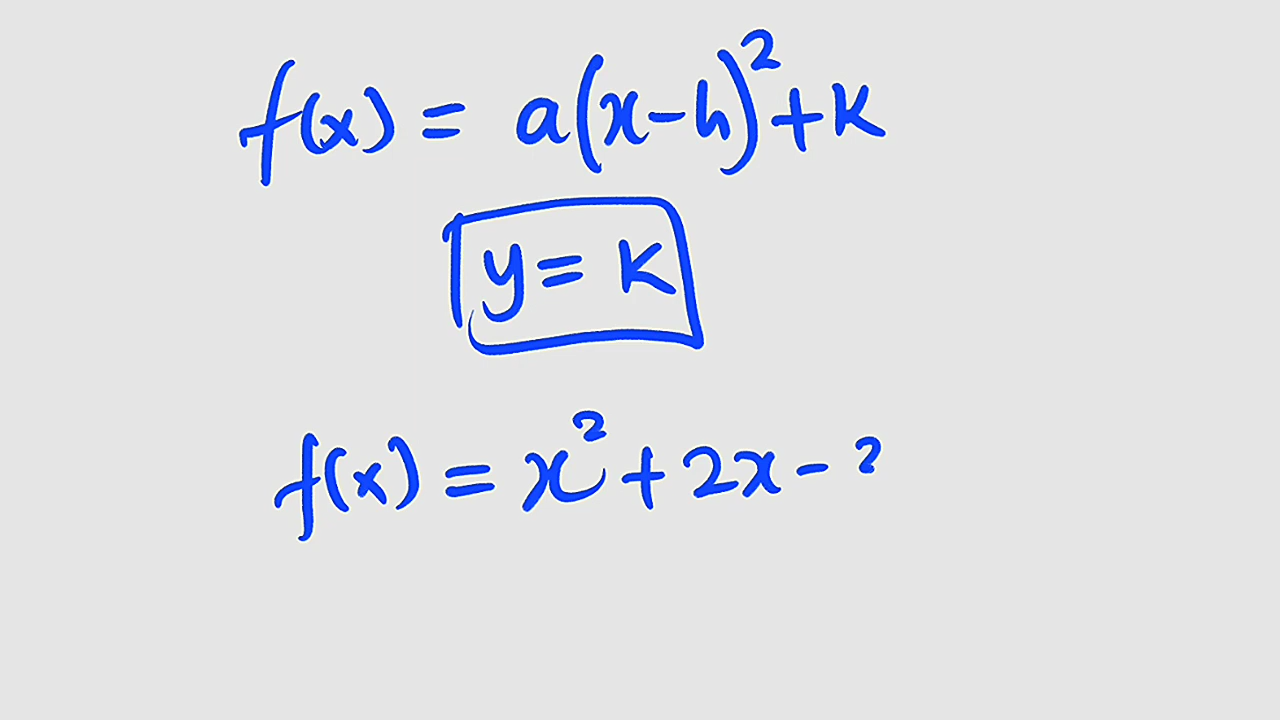 f(x) = a(x-h)²+k
y = k
f(x) = x² + 2x -